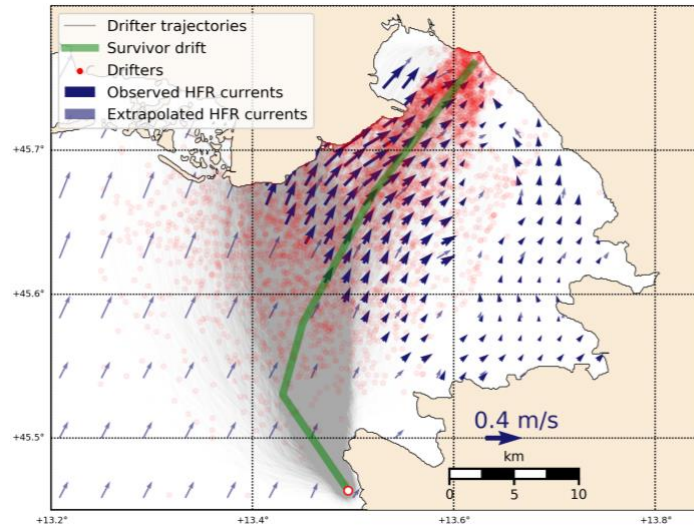 Drifter trajectories
Survivor drift
Drifters
Observed HFR currents
Extrapolated HFR currents
+45.7
+45.6
+45.5
0.4 m/s
km
0 5 10
+13.2 +13.4 +13.6 +13.8